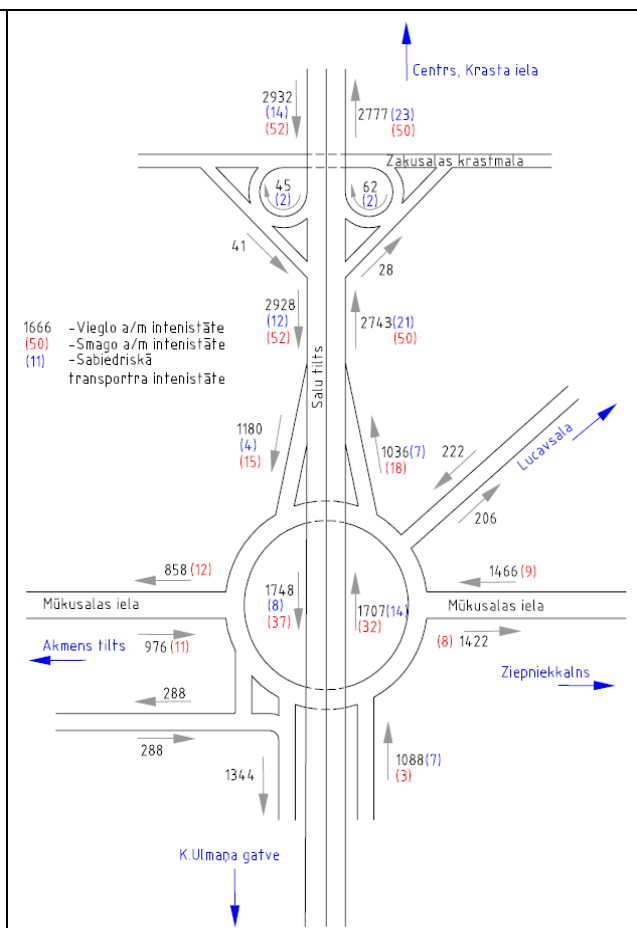 Centrs, Krasta iela
2932
(14)
(52)
2777(23)
(50)
Zakusalas krastmala
45
(2)
62
(2)
41
28
2928
(12)
(52)
2743(21)
(50)
1666 -Vieglo a/m intenistāte
(50) -Smago a/m intenistāte
(11) -Sabiedriskā
transportra intenistāte
Salu tilts
1180
(4)
(15)
1036(7)
(18)
222
Lucavsala
206
858 (12)
1466(9)
1748
(8)
(37)
1707(14)
(32)
Mūkusalas iela
Mūkusalas iela
976 (11)
(8) 1422
Akmens tilts
Ziepniekkalns
288
288
1344
1088(7)
(3)
K.Ulmaņa gatve